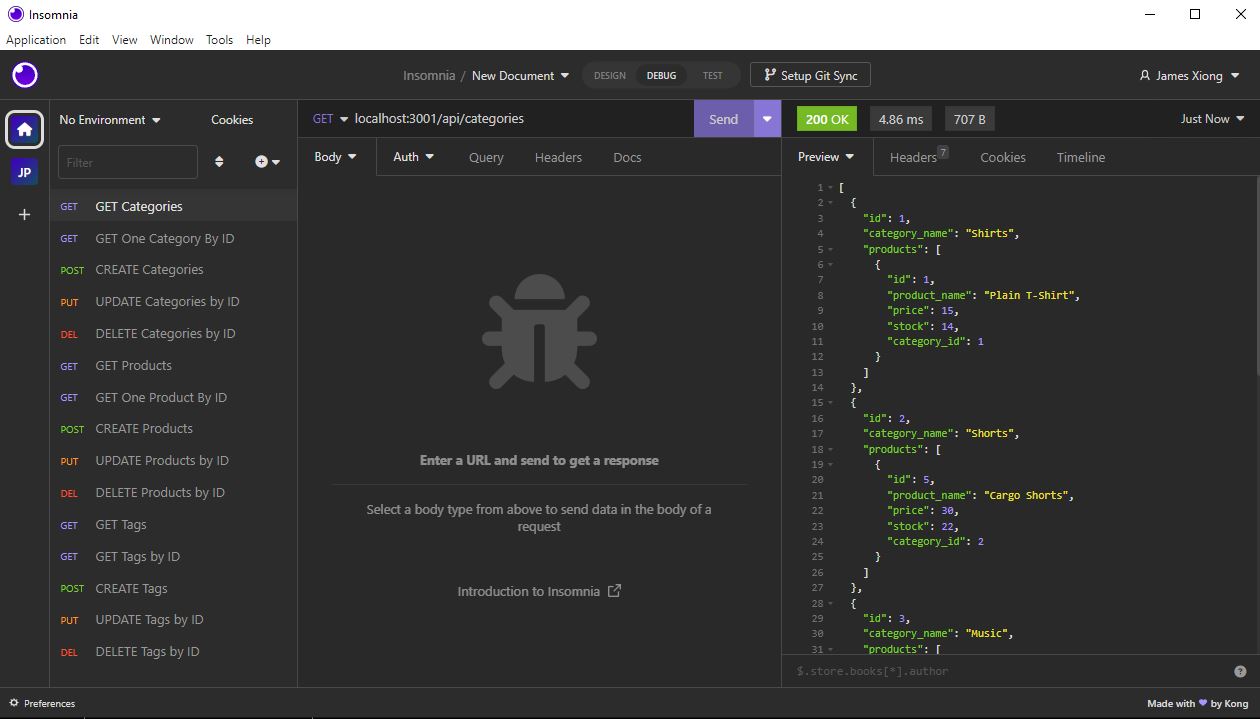 Insomnia
Application Edit View Window Tools Help
Insomnia / New Document DESIGN DEBUG TEST Setup Git Sync James Xiong
No Environment Cookies
GET localhost:3001/api/categories Send
200 OK 4.86 ms 707 B Just Now
Filter
JP
Body Auth Query Headers Docs
Preview Headers 7 Cookies Timeline
GET GET Categories
GET GET One Category By ID
POST CREATE Categories
PUT UPDATE Categories by ID
DEL DELETE Categories by ID
GET GET Products
GET GET One Product By ID
POST CREATE Products
PUT UPDATE Products by ID
DEL DELETE Products by ID
GET GET Tags
GET GET Tags by ID
POST CREATE Tags
PUT UPDATE Tags by ID
DEL DELETE Tags by ID
Enter a URL and send to get a response
Select a body type from above to send data in the body of a
request
Introduction to Insomnia
1 [
2 {
3 "id": 1,
4 "category_name": "Shirts",
5 "products": [
6 {
7 "id": 1,
8 "product_name": "Plain T-Shirt",
9 "price": 15,
10 "stock": 14,
11 "category_id": 1
12 }
13 ]
14 },
15 {
16 "id": 2,
17 "category_name": "Shorts",
18 "products": [
19 {
20 "id": 5,
21 "product_name": "Cargo Shorts",
22 "price": 30,
23 "stock": 22,
24 "category_id": 2
25 }
26 ]
27 },
28 {
29 "id": 3,
30 "category_name": "Music",
31 "products": [
$.store.books[*].author
Preferences
Made with ♥ by Kong